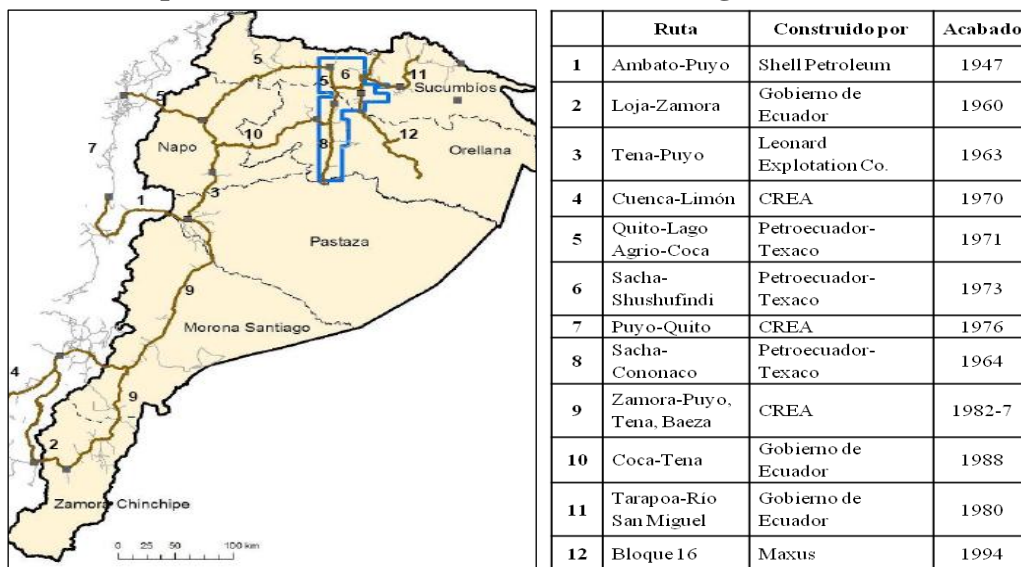 5
6
5
11
Sucumbios
5
10
12
7
Napo
8
Orellana
3
1
Pastaza
9
Morona Santiago
4
9
2
Zamora Chinchipe
0 25 50 100 km
Ruta Construido por Acabado
1 Ambato-Puyo Shell Petroleum 1947
2 Loja-Zamora Gobierno de
Ecuador 1960
3 Tena-Puyo Leonard
Explotation Co. 1963
4 Cuenca-Limón CREA 1970
5 Quito-Lago
Agrio-Coca Petroecuador-
Texaco 1971
6 Sacha-
Shushufindi Petroecuador-
Texaco 1973
7 Puyo-Quito CREA 1976
8 Sacha-
Cononaco Petroecuador-
Texaco 1964
9 Zamora-Puyo,
Tena, Baeza CREA 1982-7
10 Coca-Tena Gobierno de
Ecuador 1988
11 Tarapoa-Río
San Miguel Gobierno de
Ecuador 1980
12 Bloque 16 Maxus 1994